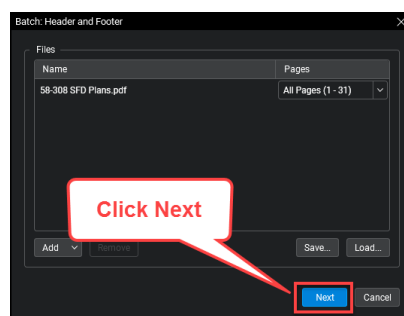 Batch: Header and Footer
Files
Name Pages
58-308 SFD Plans.pdf All Pages (1 - 31)
Click Next
Add Remove Save... Load...
Next Cancel